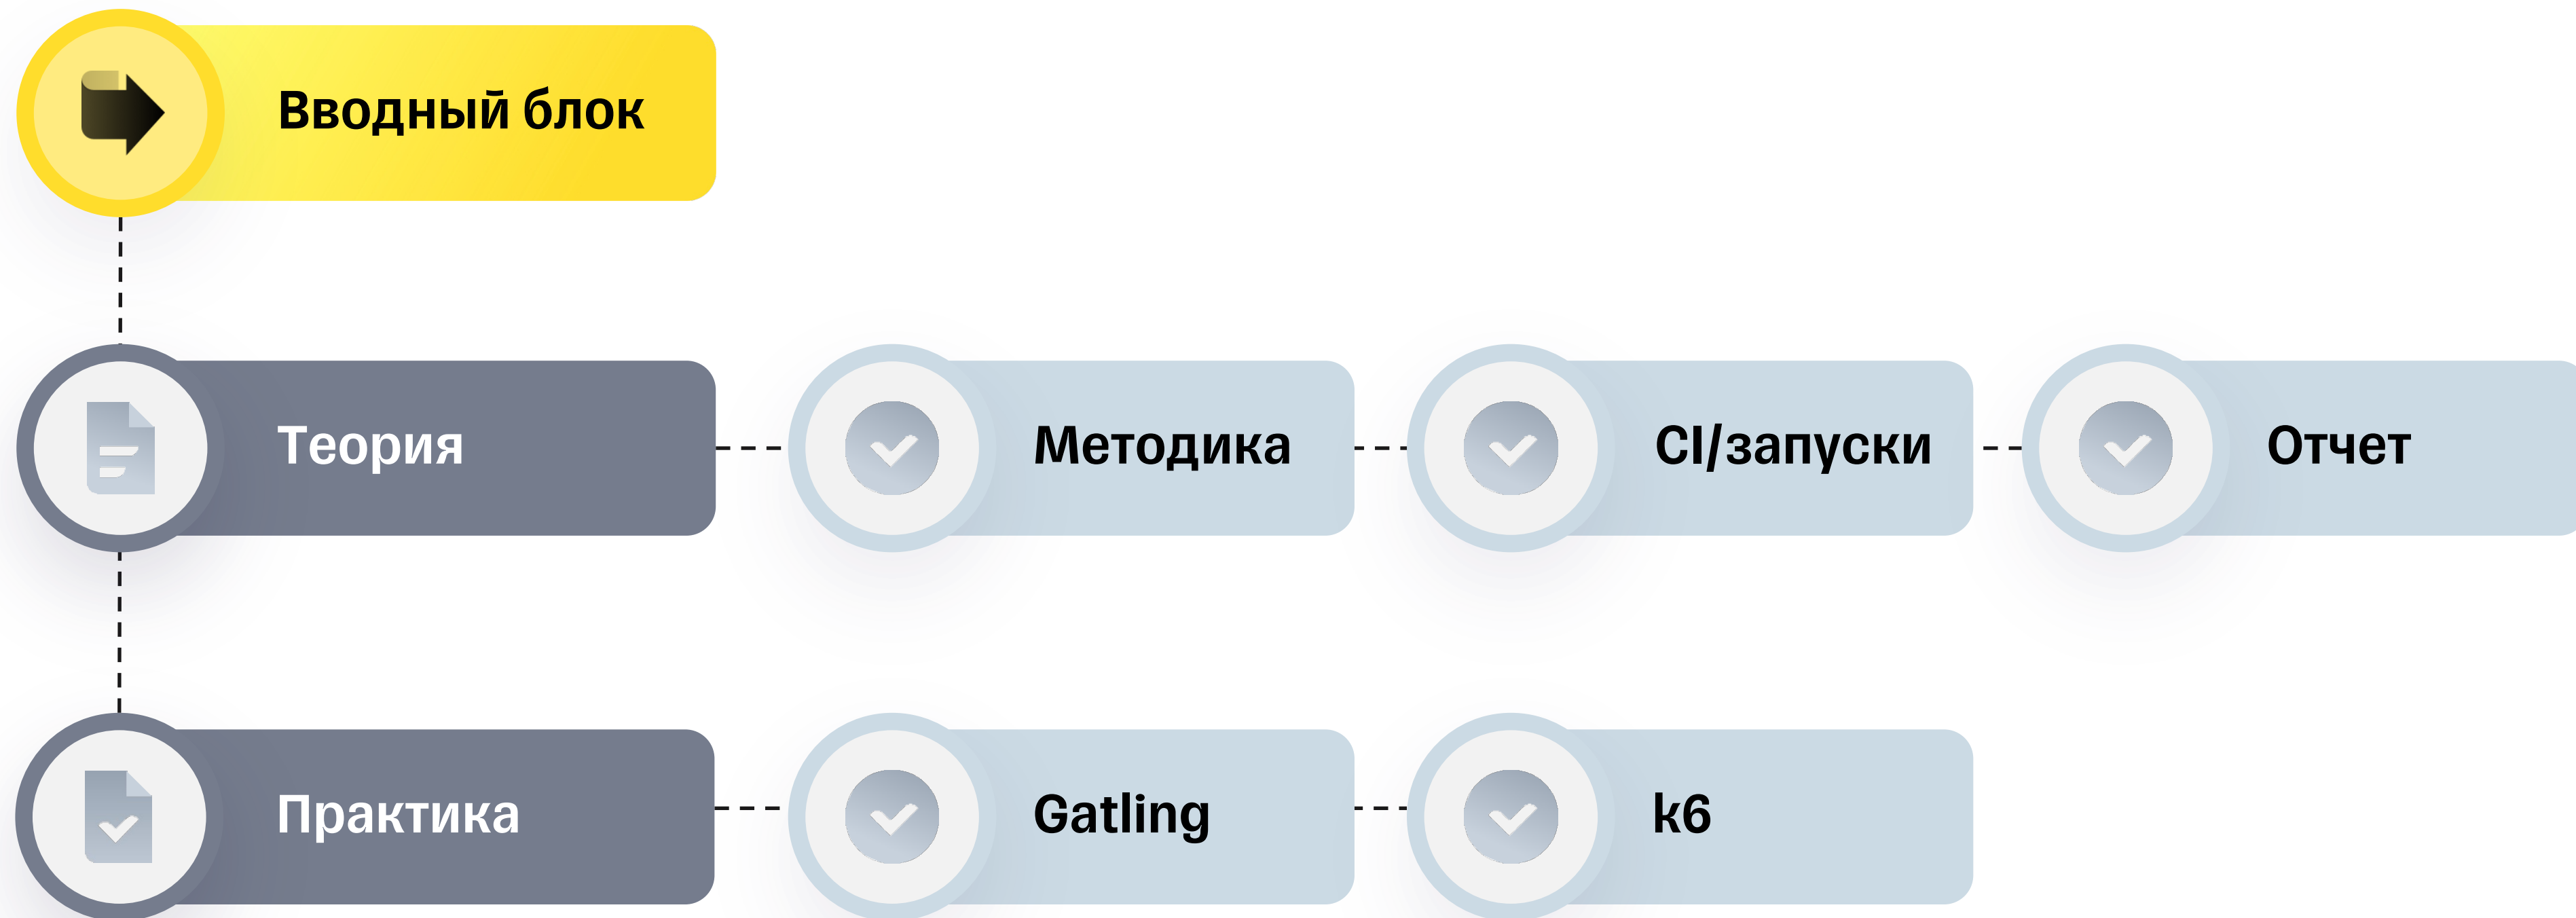 Вводный блок
Теория
Методика
CI/запуски
Отчет
Практика
Gatling
k6